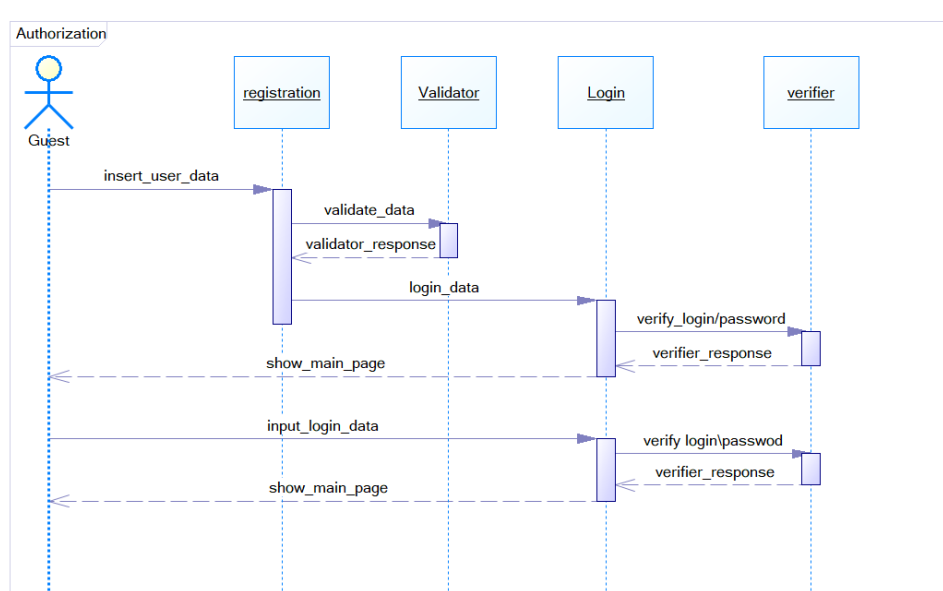 Authorization
Guest
registration
Validator
Login
verifier
insert_user_data
validate_data
validator_response
login_data
verify_login/password
verifier_response
show_main_page
input_login_data
verify login\passwod
verifier_response
show_main_page